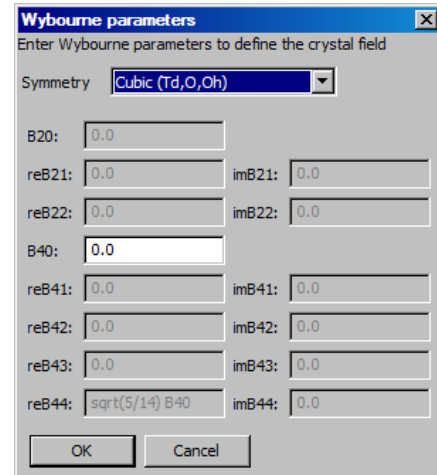 Wybourne parameters
Enter Wybourne parameters to define the crystal field
Symmetry Cubic (Td,O,Oh)
B20: 0.0
reB21: 0.0 imB21: 0.0
reB22: 0.0 imB22: 0.0
B40: 0.0
reB41: 0.0 imB41: 0.0
reB42: 0.0 imB42: 0.0
reB43: 0.0 imB43: 0.0
reB44: sqrt(5/14) B40 imB44: 0.0
OK Cancel